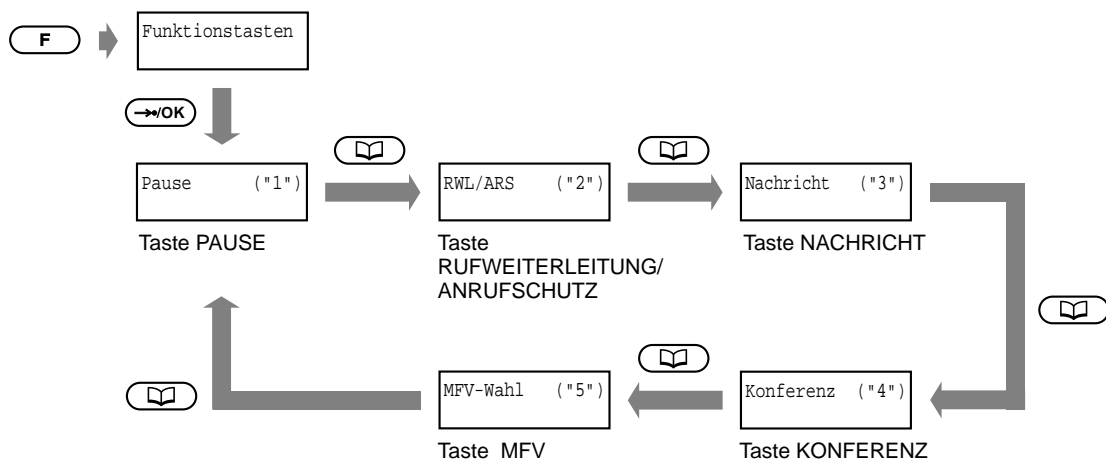 F
Funktionstasten
/OK
Pause ("1")
RWL/ARS ("2")
Nachricht ("3")
Taste PAUSE
Taste
RUFWEITERLEITUNG/
ANRUFSCHUTZ
Taste NACHRICHT
MFV-Wahl ("5")
Konferenz ("4")
Taste MFV
Taste KONFERENZ